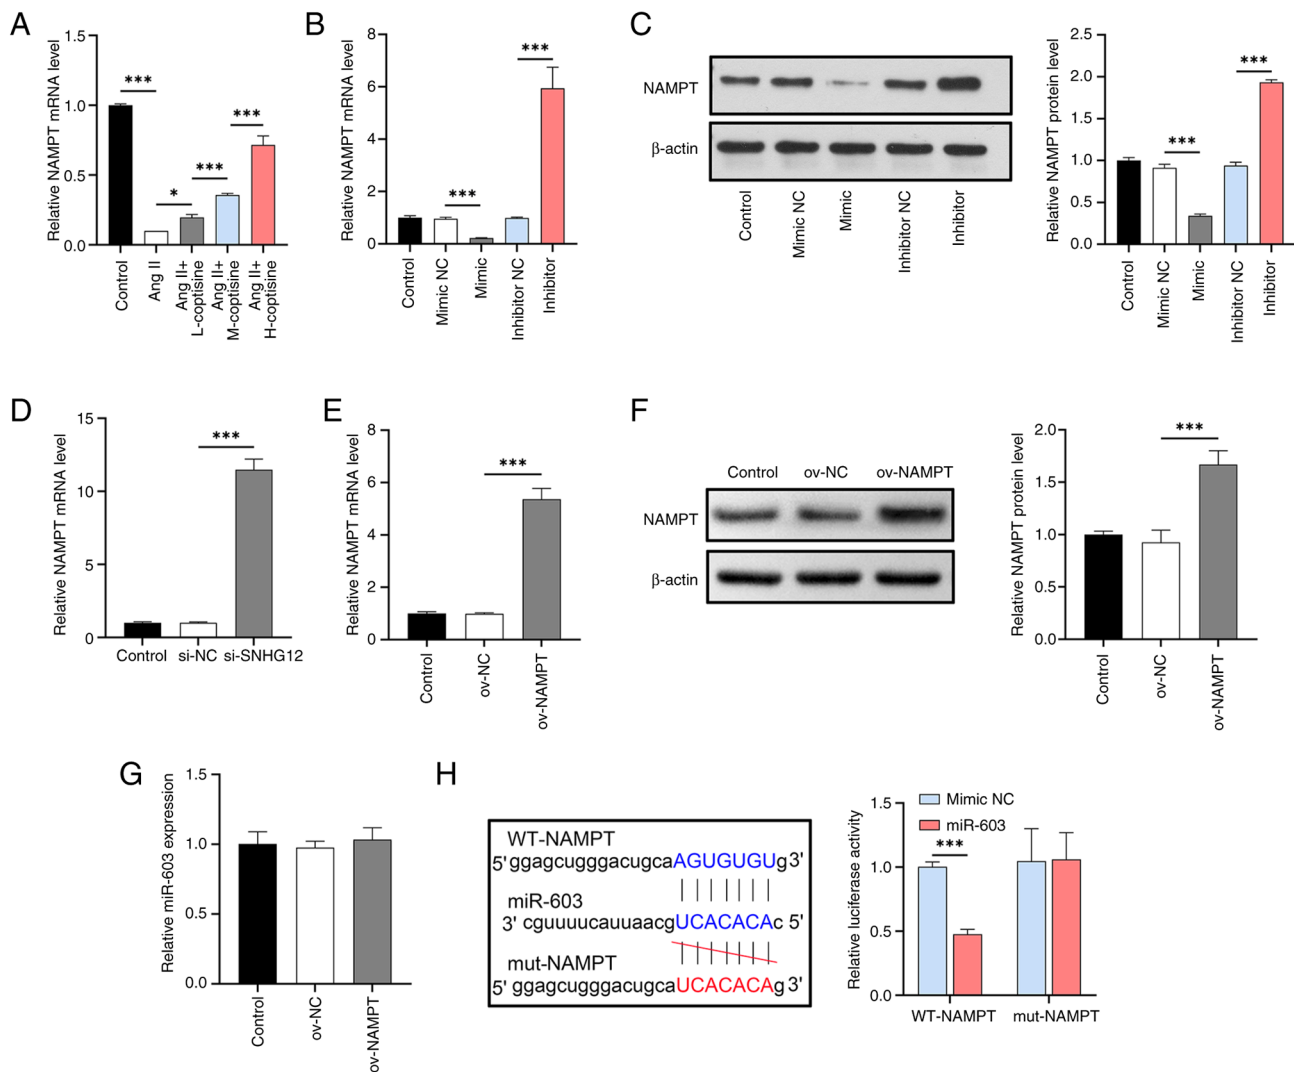 A
Relative NAMPT mRNA level
1.5
1.0
0.5
0.0
***
*
***
***
Control
Ang II
Ang II+
L-coptisine
Ang II+
M-coptisine
Ang II+
H-coptisine
B
Relative NAMPT mRNA level
8
6
4
2
0
***
***
Control
Mimic NC
Mimic
Inhibitor NC
Inhibitor
C
NAMPT
β-actin
Control
Mimic NC
Mimic
Inhibitor NC
Inhibitor
Relative NAMPT protein level
2.5
2.0
1.5
1.0
0.5
0.0
***
***
Control
Mimic NC
Mimic
Inhibitor NC
Inhibitor
D
Relative NAMPT mRNA level
15
10
5
0
***
Control si-NC si-SNHG12
E
Relative NAMPT mRNA level
8
6
4
2
0
***
Control
ov-NC
ov-NAMPT
F
Control ov-NC ov-NAMPT
NAMPT
β-actin
Relative NAMPT protein level
2.0
1.5
1.0
0.5
0.0
***
Control
ov-NC
ov-NAMPT
G
Relative miR-603 expression
1.5
1.0
0.5
0.0
Control
ov-NC
ov-NAMPT
H
WT-NAMPT
5' ggagcugggacugcaAGUGUGUg3'
miR-603
3' cguuuucauuaacgUCACACAc 5'
mut-NAMPT
5' ggagcugggacugcaUCACACAg3'
Relative luciferase activity
1.5
1.0
0.5
0.0
Mimic NC
miR-603
***
WT-NAMPT mut-NAMPT